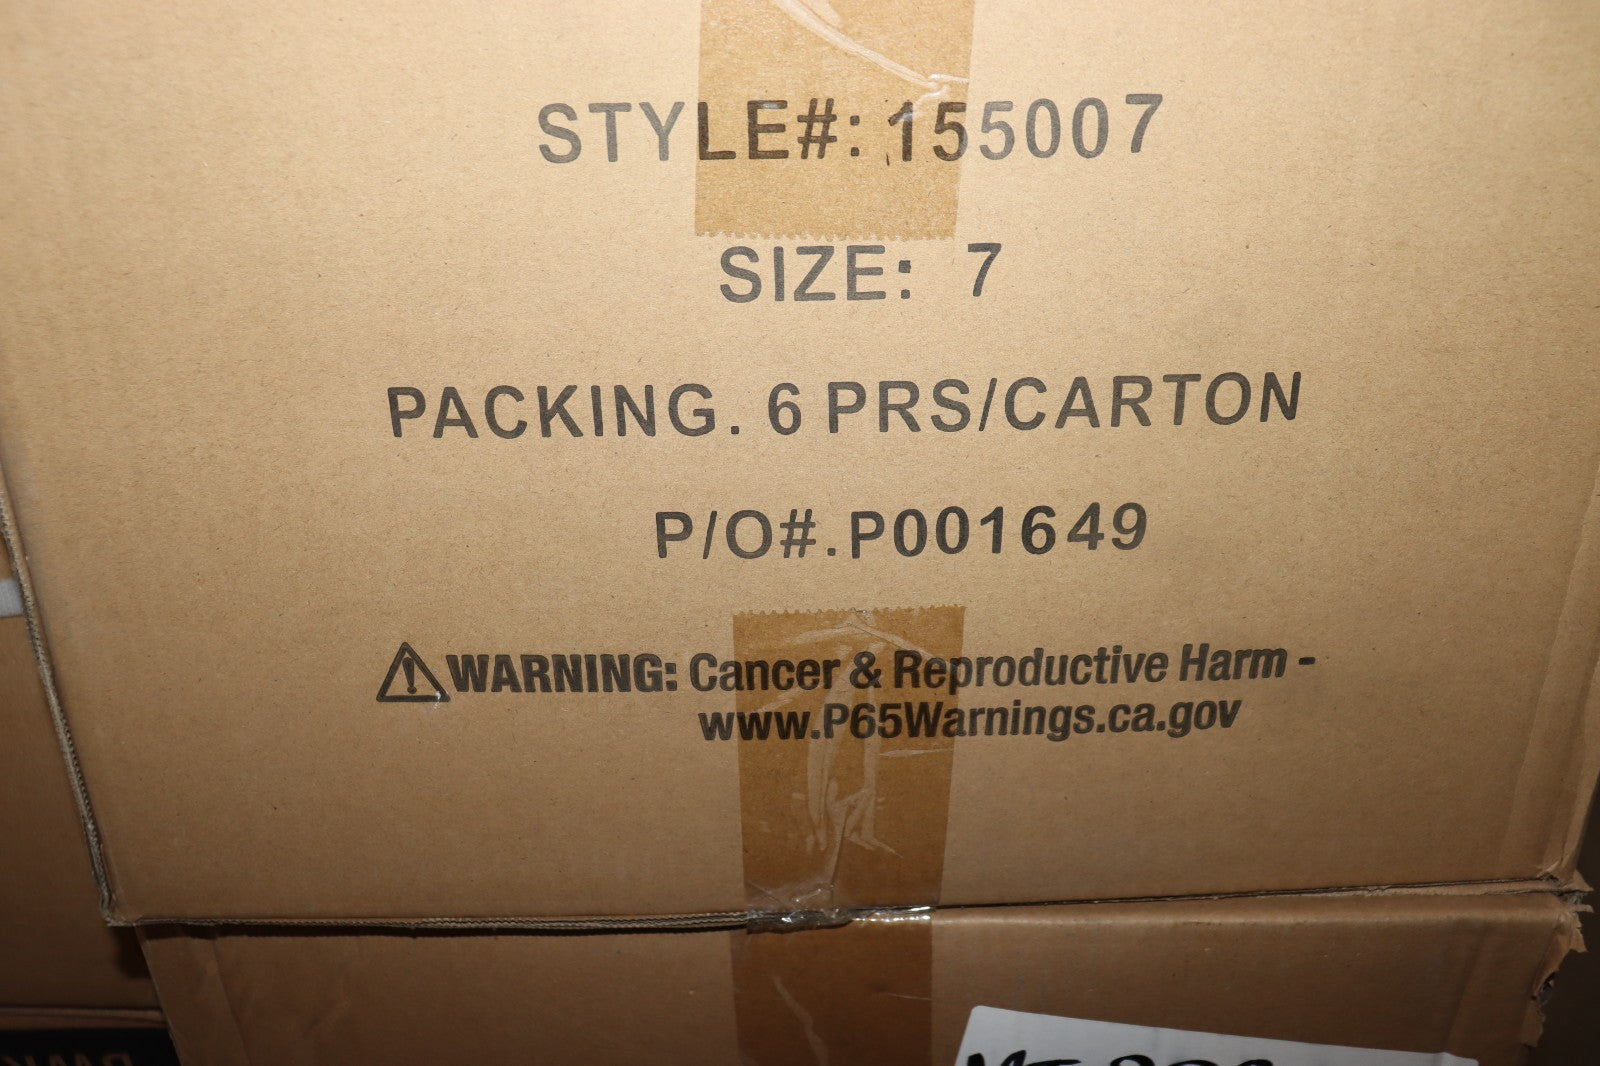 STYLE#: 155007
SIZE: 7
PACKING. 6 PRS/CARTON
P/O#.P001649
WARNING: Cancer & Reproductive Harm -
www.P65Warnings.ca.gov